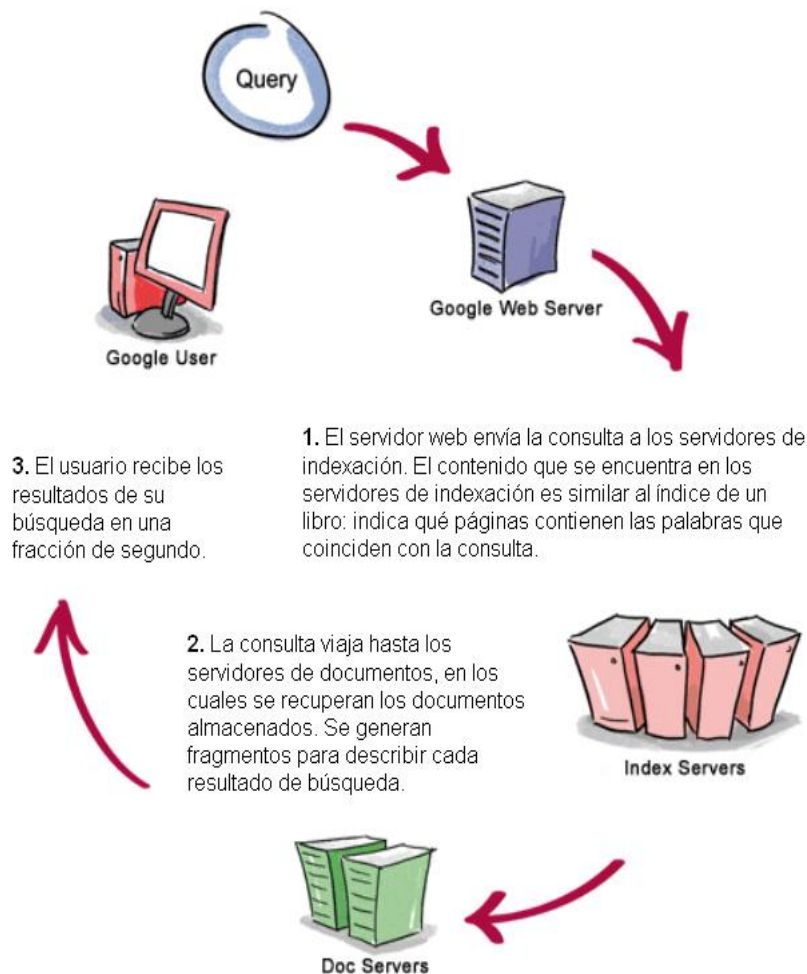 Query
Google Web Server
Google User
1. El servidor web envía la consulta a los servidores de
indexación. El contenido que se encuentra en los
servidores de indexación es similar al índice de un
libro: indica qué páginas contienen las palabras que
coinciden con la consulta.
3. El usuario recibe los
resultados de su
búsqueda en una
fracción de segundo.
2. La consulta viaja hasta los
servidores de documentos, en los
cuales se recuperan los documentos
almacenados. Se generan
fragmentos para describir cada
resultado de búsqueda.
Index Servers
Doc Servers